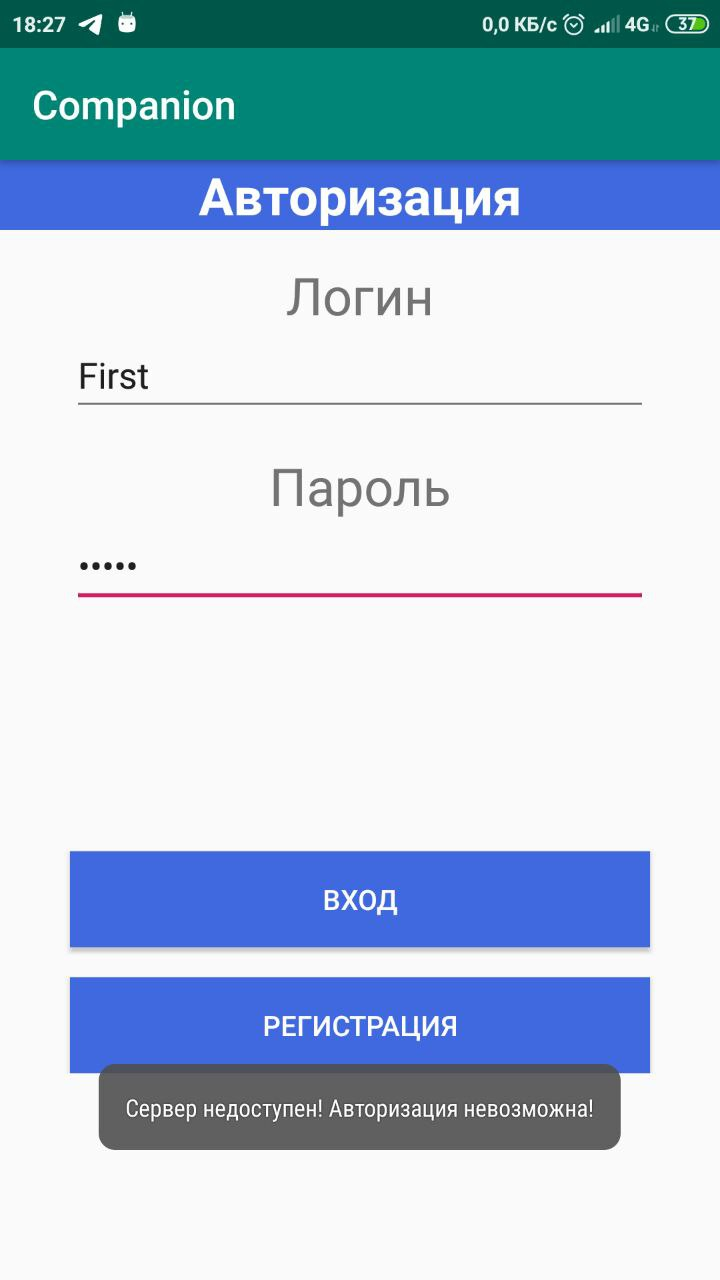 18:27 0,0 КБ/с 4G 37
Companion
Авторизация
Логин
First
Пароль
•••••
ВХОД
РЕГИСТРАЦИЯ
Сервер недоступен! Авторизация невозможна!